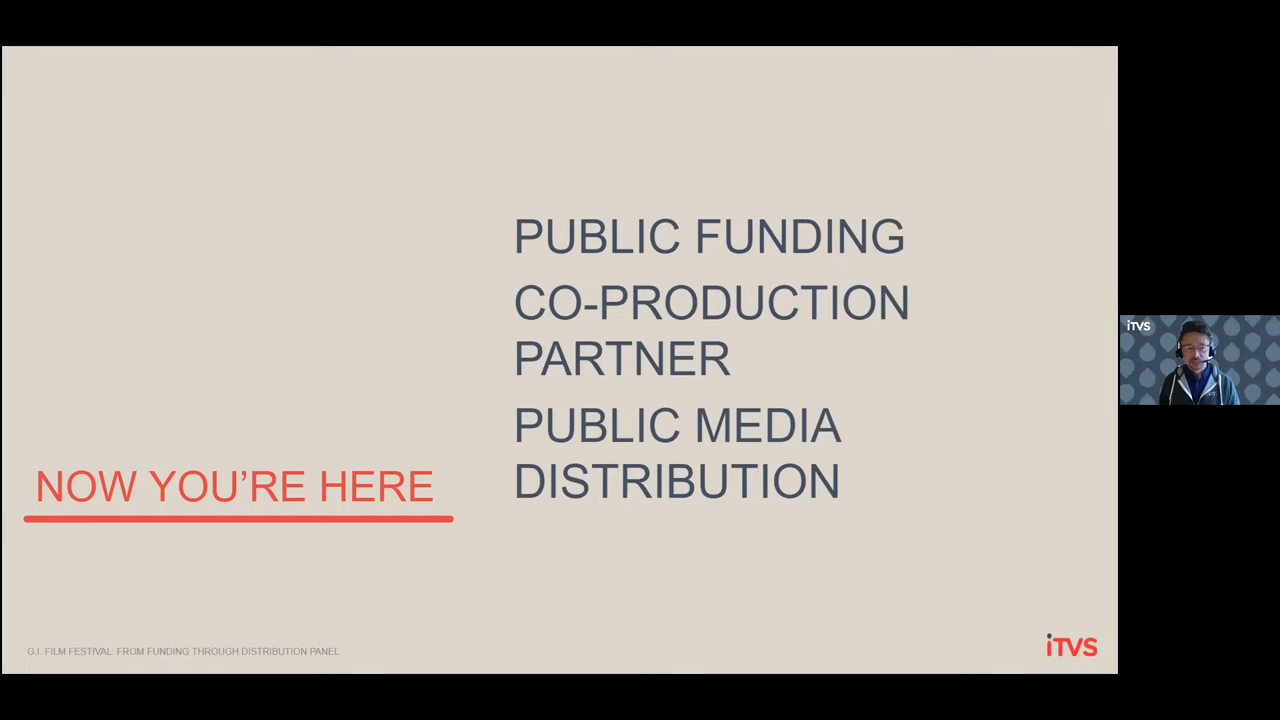 PUBLIC FUNDING
CO-PRODUCTION
PARTNER
PUBLIC MEDIA
DISTRIBUTION
NOW YOU'RE HERE
G.I. FILM FESTIVAL: FROM FUNDING THROUGH DISTRIBUTION PANEL
iTVS
iTVS